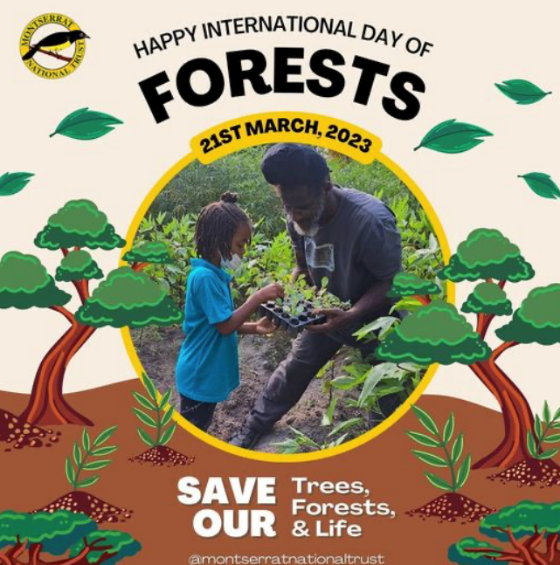 MONTSERRAT
NATIONAL TRUST
HAPPY INTERNATIONAL DAY OF
FORESTS
21ST MARCH, 2023
SAVE
OUR
Trees,
Forests,
& Life
@montserratnationaltrust